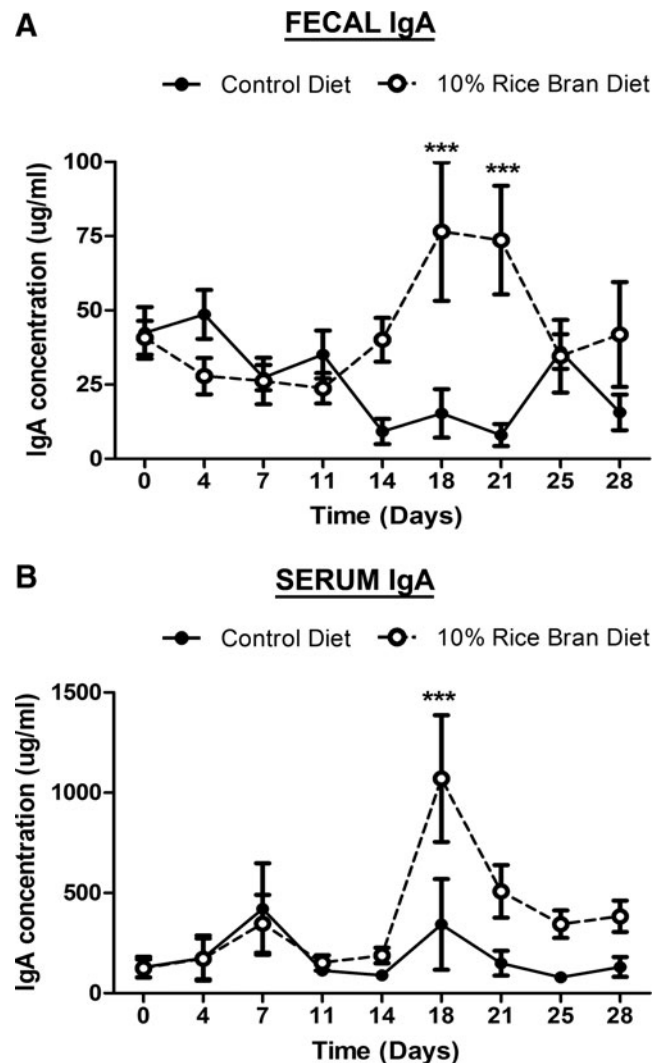 A
FECAL IgA
Control Diet 10% Rice Bran Diet
*** ***
100
75
50
25
0
IgA concentration (ug/ml)
0 4 7 11 14 18 21 25 28
Time (Days)
B
SERUM IgA
Control Diet 10% Rice Bran Diet
***
1500
1000
500
0
IgA concentration (ug/ml)
0 4 7 11 14 18 21 25 28
Time (Days)